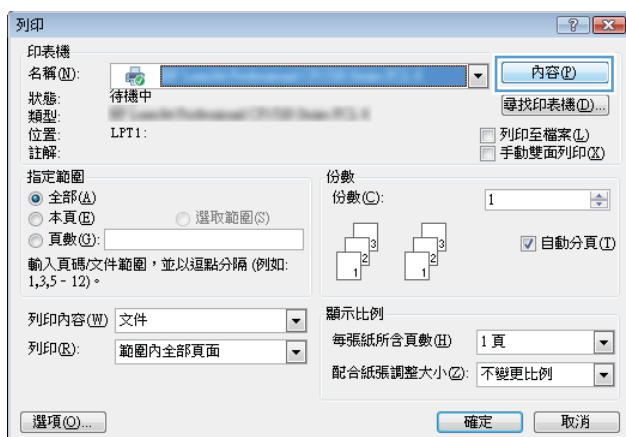 列印
印表機
名稱(N):
內容(P)
狀態: 待機中
類型:
尋找印表機(D)...
位置: LPT1:
列印至檔案(L)
註解:
手動雙面列印(X)
指定範圍
全部(A)
本頁(E) 選取範圍(S)
頁數(G):
輸入頁碼/文件範圍，並以逗點分隔 (例如:
1,3,5 - 12)。
份數
份數(C): 1
1 2 3 1 2 3
自動分頁(T)
列印內容(W) 文件
列印(R): 範圍內全部頁面
顯示比例
每張紙所含頁數(H) 1 頁
配合紙張調整大小(Z): 不變更比例
選項(O)... 確定 取消